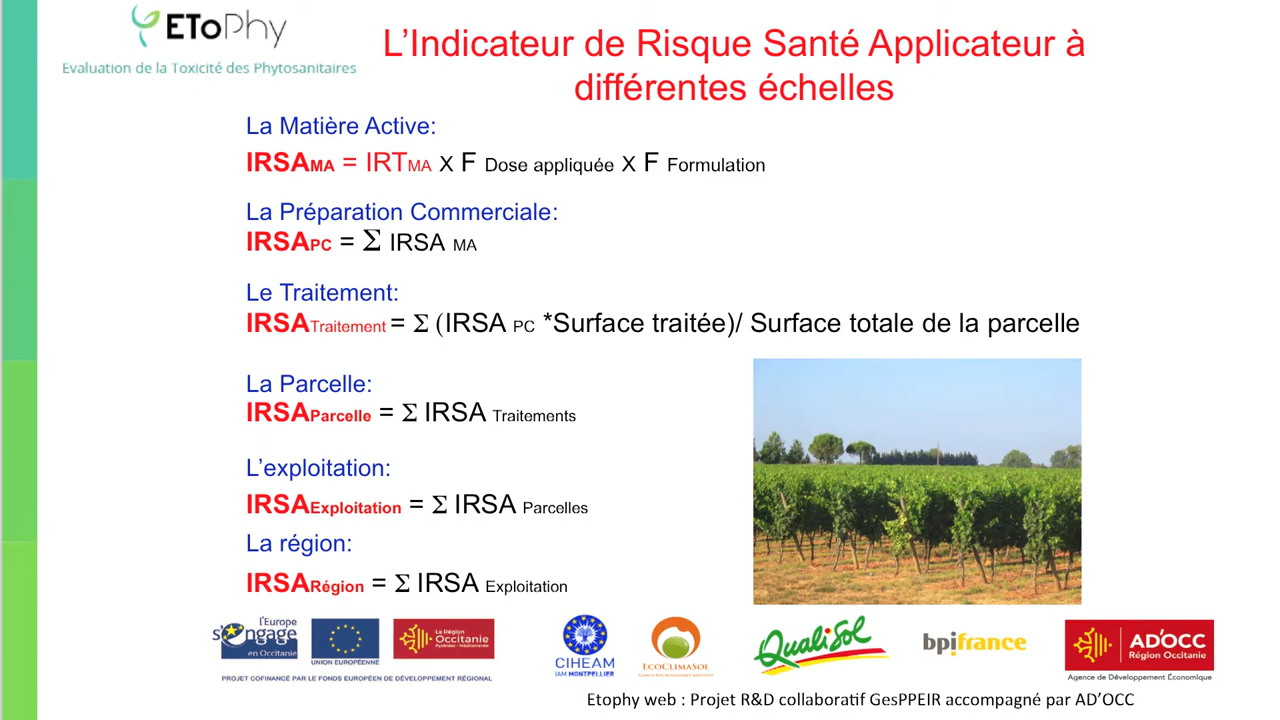 EToPhy
Evaluation de la Toxicité des Phytosanitaires
L'Indicateur de Risque Santé Applicateur à
différentes échelles
La Matière Active:
IRSAMA = IRTMA X F Dose appliquée X F Formulation
La Préparation Commerciale:
IRSAPC = Σ IRSA MA
Le Traitement:
IRSATraitement = Σ (IRSA PC *Surface traitée)/ Surface totale de la parcelle
La Parcelle:
IRSAParcelle = Σ IRSA Traitements
L'exploitation:
IRSAExploitation = Σ IRSA Parcelles
La région:
IRSARégion = Σ IRSA Exploitation
l'Europe
s'engage
en Occitanie
UNION EUROPÉENNE
La Région
Occitanie
Pyrénées - Méditerranée
PROJET COFINANCÉ PAR LE FONDS EUROPÉEN DE DÉVELOPPEMENT RÉGIONAL
CIHEAM
IAM MONTPELLIER
ECOCLIMASOL
QualiSol
bpifrance
AD'OCC
Région Occitanie
Agence de Développement Économique
Etophy web : Projet R&D collaboratif GesPPEIR accompagné par AD'OCC